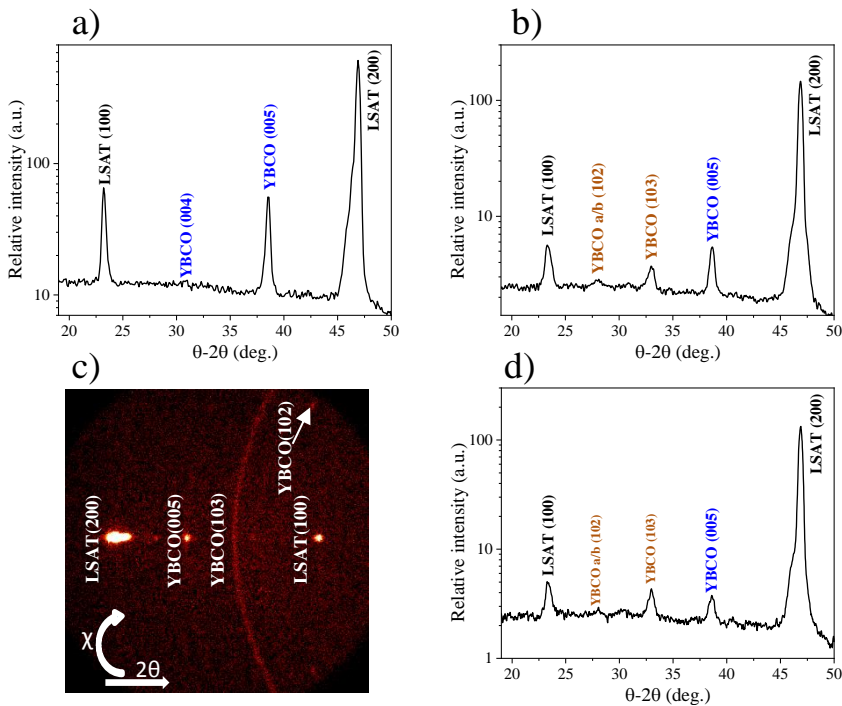 a)
Relative intensity (a.u.)
100
10
LSAT (100)
YBCO (004)
YBCO (005)
LSAT (200)
20 25 30 35 40 45 50
θ-2θ (deg.)
b)
Relative intensity (a.u.)
100
10
LSAT (100)
YBCO a/b (102)
YBCO (103)
YBCO (005)
LSAT (200)
20 25 30 35 40 45 50
θ-2θ (deg.)
c)
LSAT(200)
YBCO(005)
YBCO(103)
YBCO(102)
LSAT(100)
χ
2θ
d)
Relative intensity (a.u.)
100
10
1
LSAT (100)
YBCO a/b (102)
YBCO (103)
YBCO (005)
LSAT (200)
20 25 30 35 40 45 50
θ-2θ (deg.)